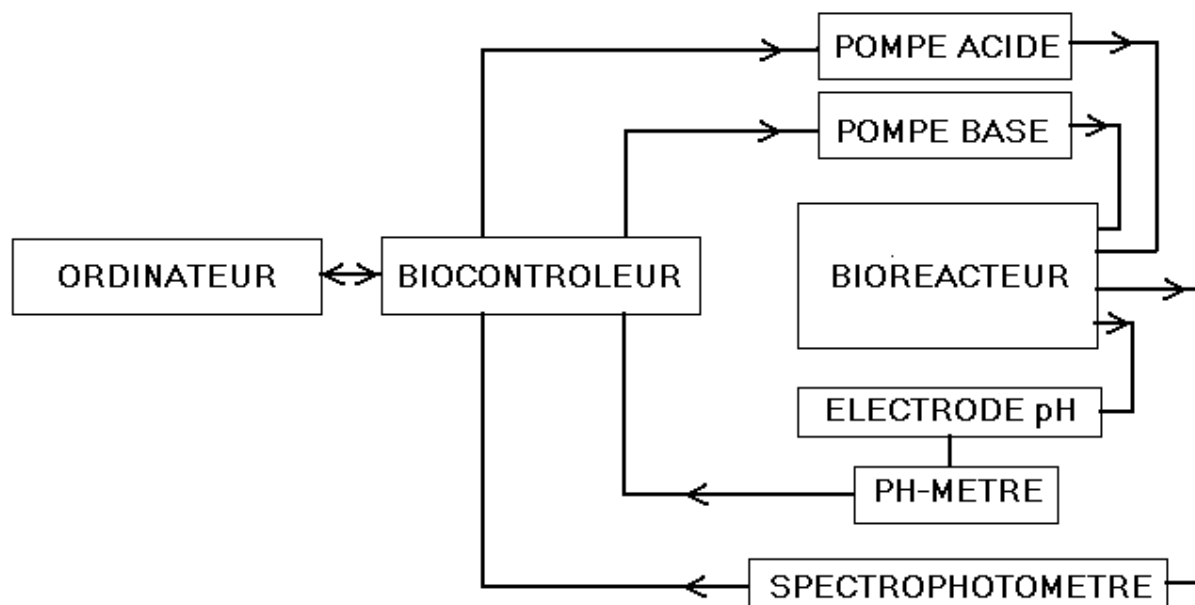 POMPE ACIDE
POMPE BASE
ORDINATEUR
BIOCONTROLEUR
BIOREACTEUR
ELECTRODE pH
PH-METRE
SPECTROPHOTOMETRE